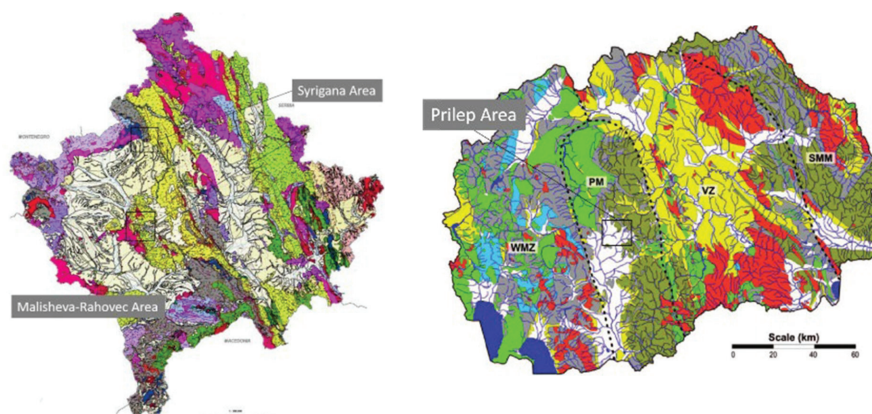 Syrigana Area
SERBIA
MONTENEGRO
Malisheva-Rahovec Area
MACEDONIA
Prilep Area
SMM
PM
VZ
WMZ
Scale (km)
0 20 40 60